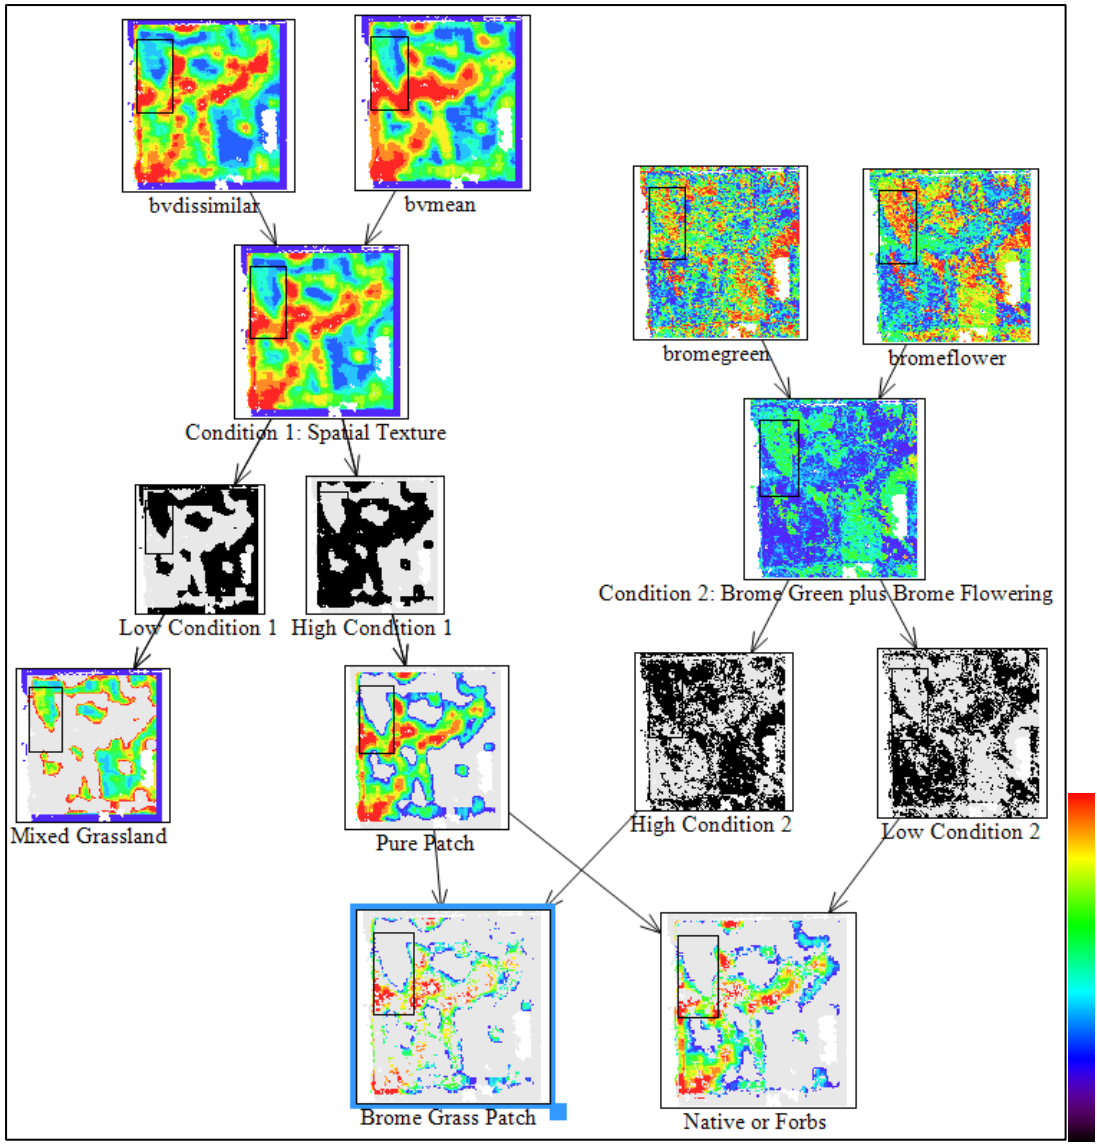 bvdissimilar
bvmean
bromegreen
bromeflower
Condition 1: Spatial Texture
Condition 2: Brome Green plus Brome Flowering
Low Condition 1
High Condition 1
Mixed Grassland
Pure Patch
High Condition 2
Low Condition 2
Brome Grass Patch
Native or Forbs